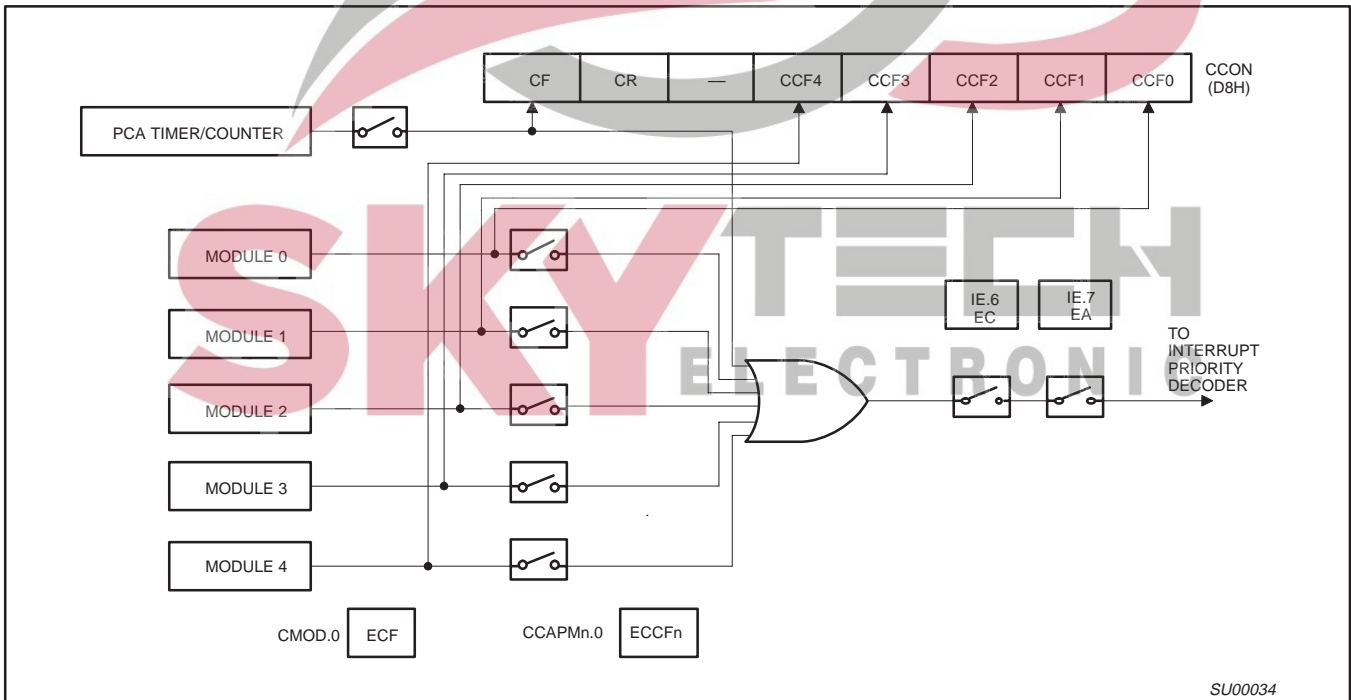 CF CR — CCF4 CCF3 CCF2 CCF1 CCF0
CCON
(D8H)
PCA TIMER/COUNTER
MODULE 0
MODULE 1
MODULE 2
MODULE 3
MODULE 4
IE.6
EC
IE.7
EA
TO
INTERRUPT
PRIORITY
DECODER
SKYTECH
ELECTRONIC
CMOD.0 ECF
CCAPMn.0 ECCFn
SU00034